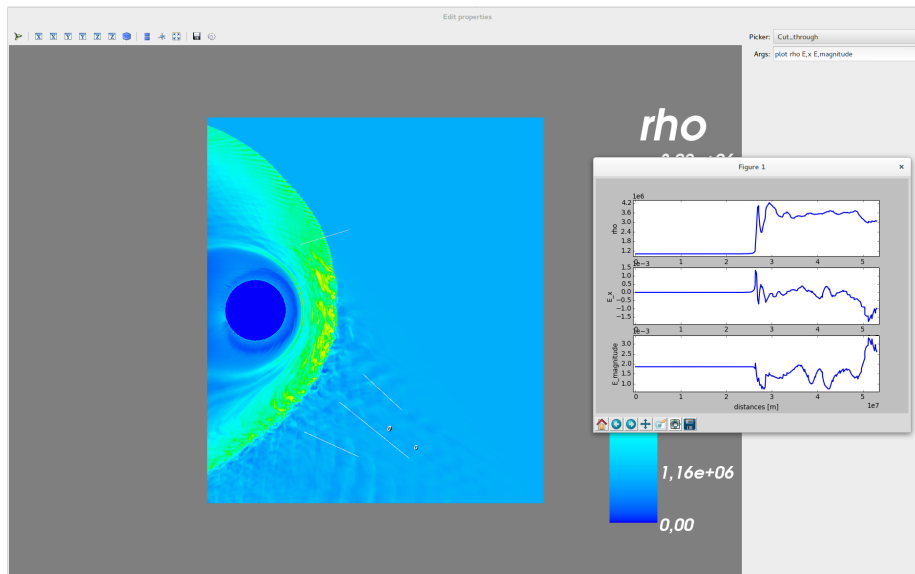 Edit properties
Picker: Cut_through
Args: plot rho E,x E,magnitude
rho
Figure 1
1e6
4.2
3.6
3.0
2.4
1.8
1.2
rho
0 1 2 3 4 5
1e−3
1.5
1.0
0.5
0.0
−0.5
−1.0
−1.5
E_x
0 1 2 3 4 5
1e−3
3.0
2.5
2.0
1.5
1.0
E_magnitude
0 1 2 3 4 5
distances [m]
1e7
1,16e+06
0,00